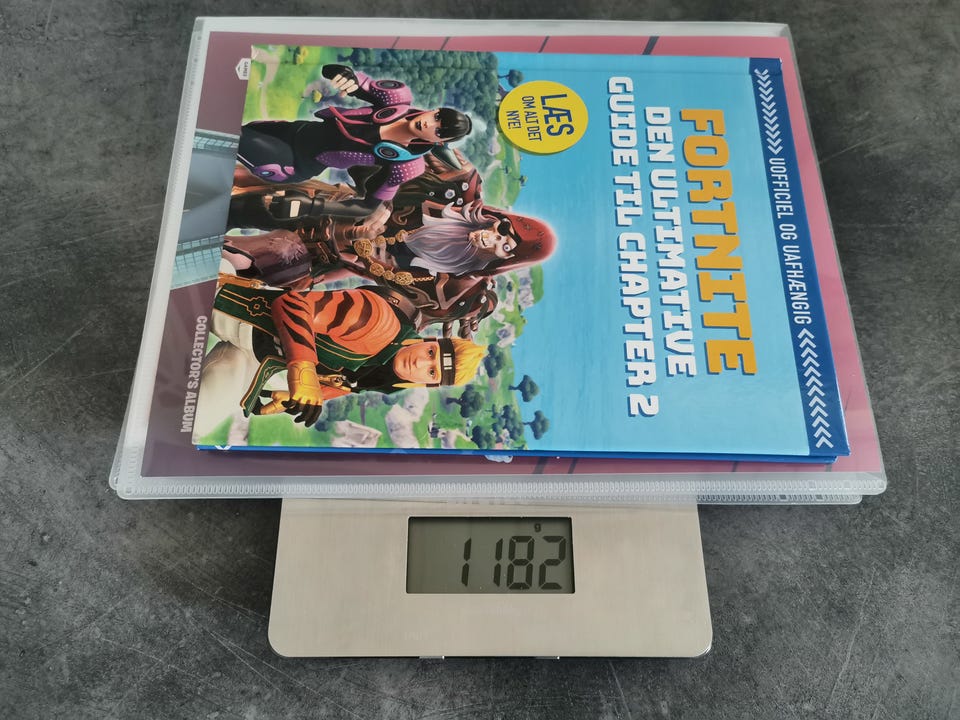 UOFFICIEL OG UAFHÆNGIG
FORTNITE
DEN ULTIMATIVE
GUIDE TIL CHAPTER 2
LÆS
OM ALT DET
NYE!
COLLECTOR'S ALBUM
g
1182